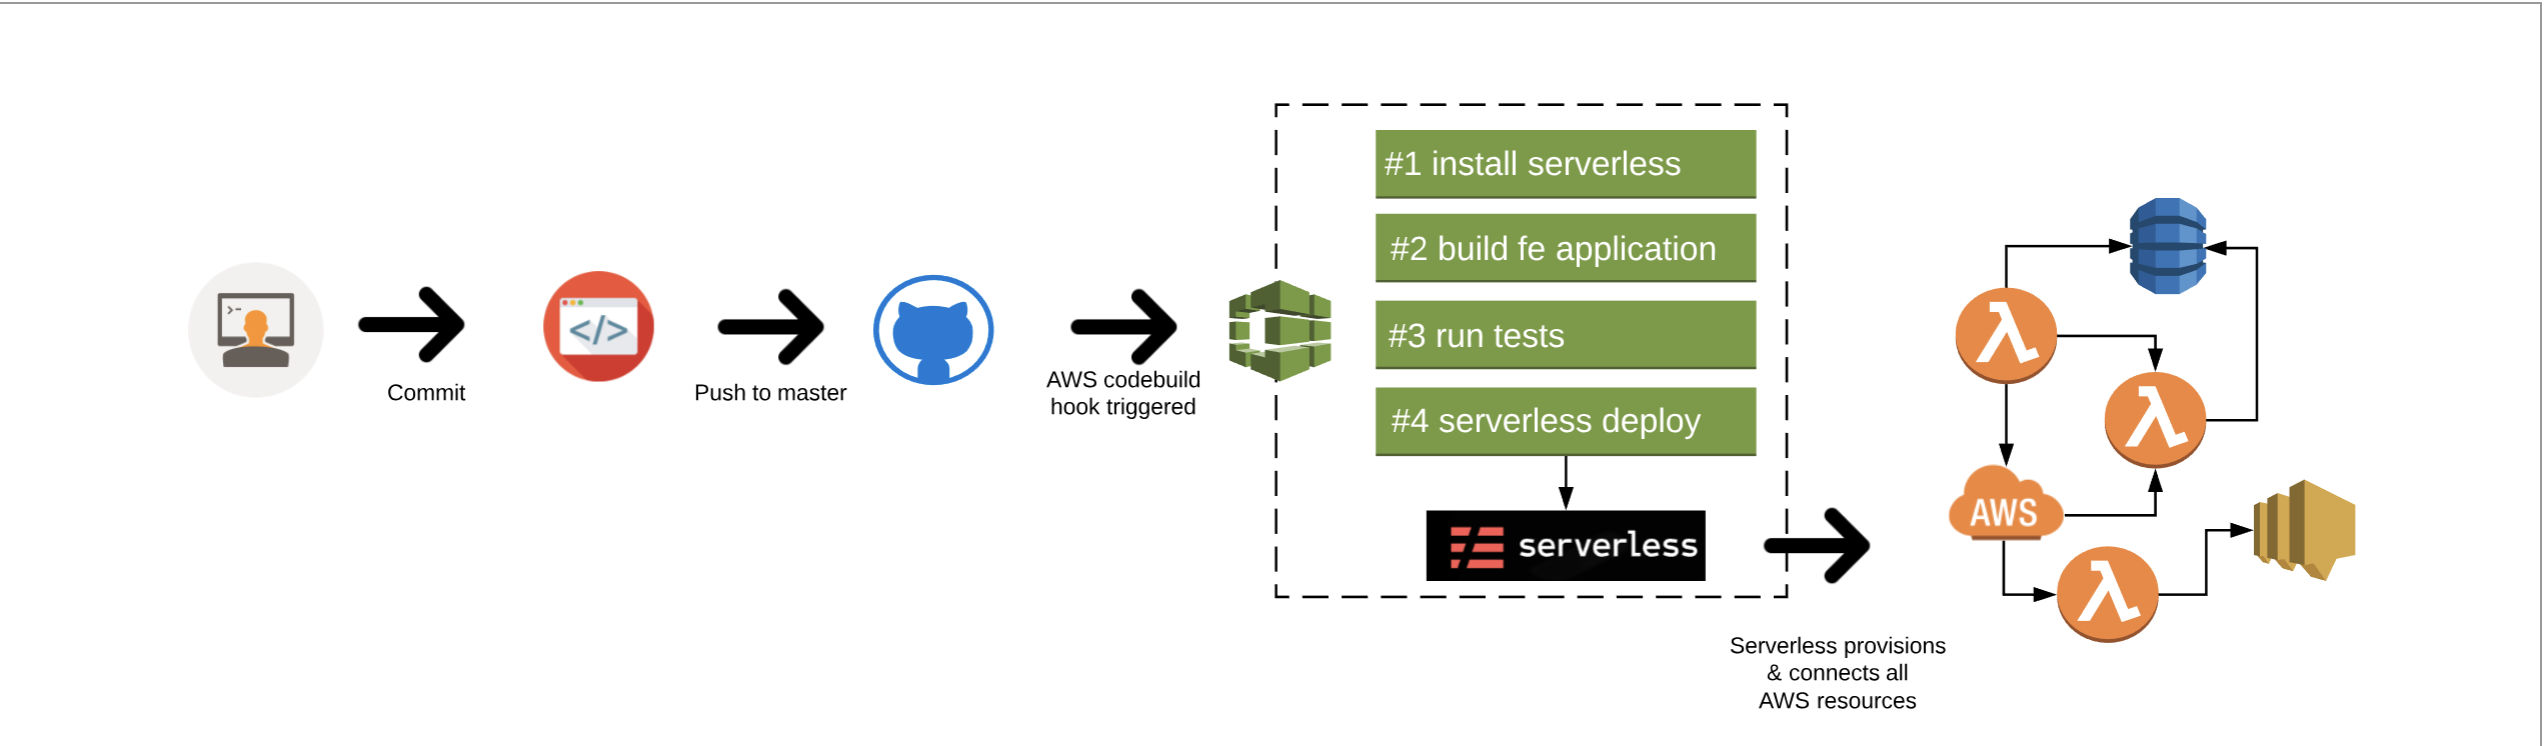 Commit
</>
Push to master
AWS codebuild
hook triggered
#1 install serverless
#2 build fe application
#3 run tests
#4 serverless deploy
serverless
Serverless provisions
& connects all
AWS resources
λ
λ
AWS
λ